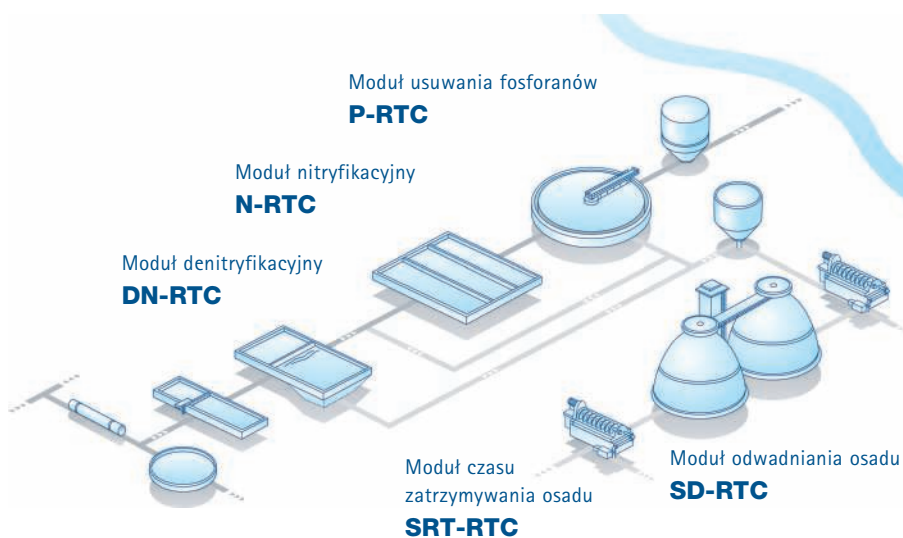 Moduł usuwania fosforanów
P-RTC
Moduł nitryfikacyjny
N-RTC
Moduł denitryfikacyjny
DN-RTC
Moduł czasu
zatrzymywania osadu
SRT-RTC
Moduł odwadniania osadu
SD-RTC